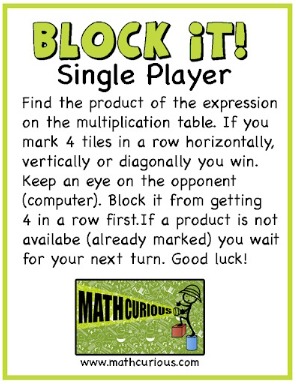 BLOCK iT!
Single Player
Find the product of the expression
on the multiplication table. If you
mark 4 tiles in a row horizontally,
vertically or diagonally you win.
Keep an eye on the opponent
(computer). Block it from getting
4 in a row first.If a product is not
availabe (already marked) you wait
for your next turn. Good luck!
MATHCURIOUS
www.mathcurious.com